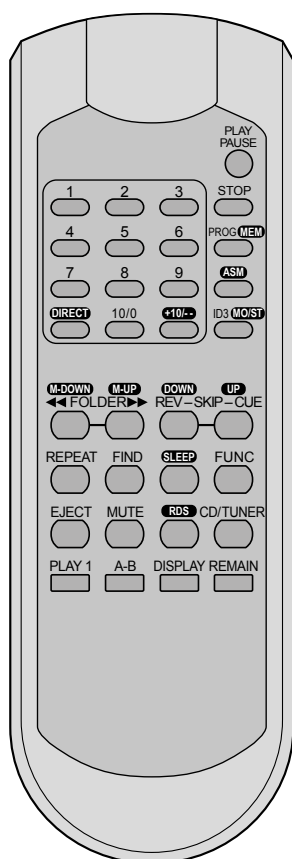 PLAY
PAUSE
1 2 3 STOP
4 5 6 PROG MEM
7 8 9 ASM
DIRECT 10/0 +10/-- ID3 MO/ST
M-DOWN M-UP DOWN UP
◀◀ FOLDER ▶▶ REV–SKIP–CUE
REPEAT FIND SLEEP FUNC
EJECT MUTE RDS CD/TUNER
PLAY 1 A-B DISPLAY REMAIN